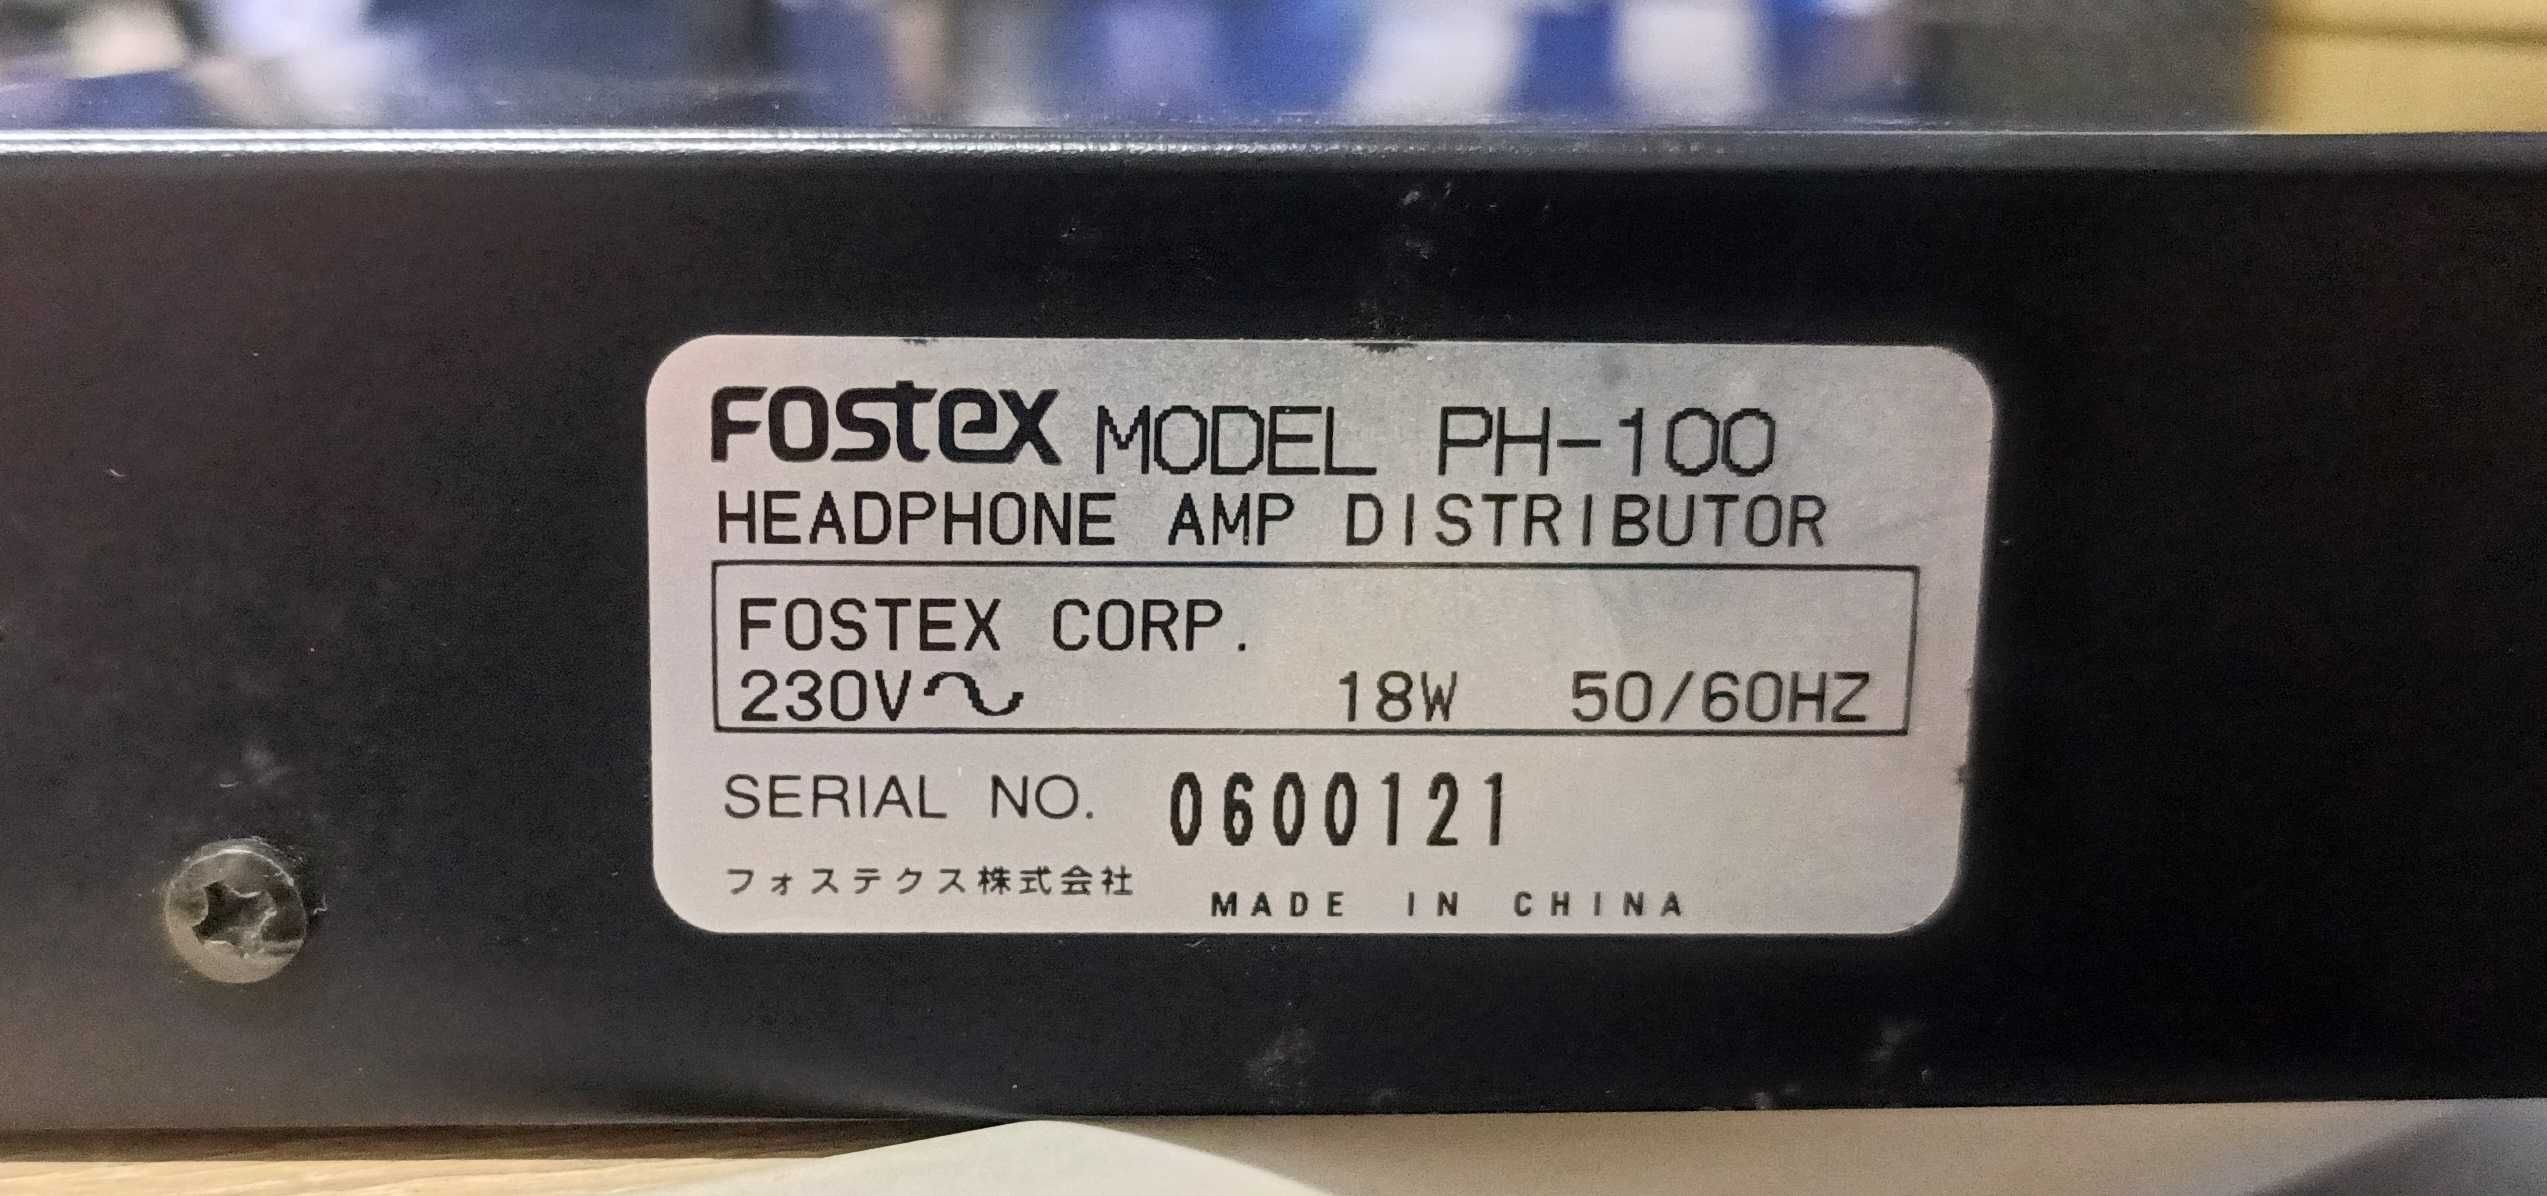 Fostex MODEL PH-100
HEADPHONE AMP DISTRIBUTOR
FOSTEX CORP.
230V∿ 18W 50/60HZ
SERIAL NO. 0600121
フォステクス株式会社
MADE IN CHINA